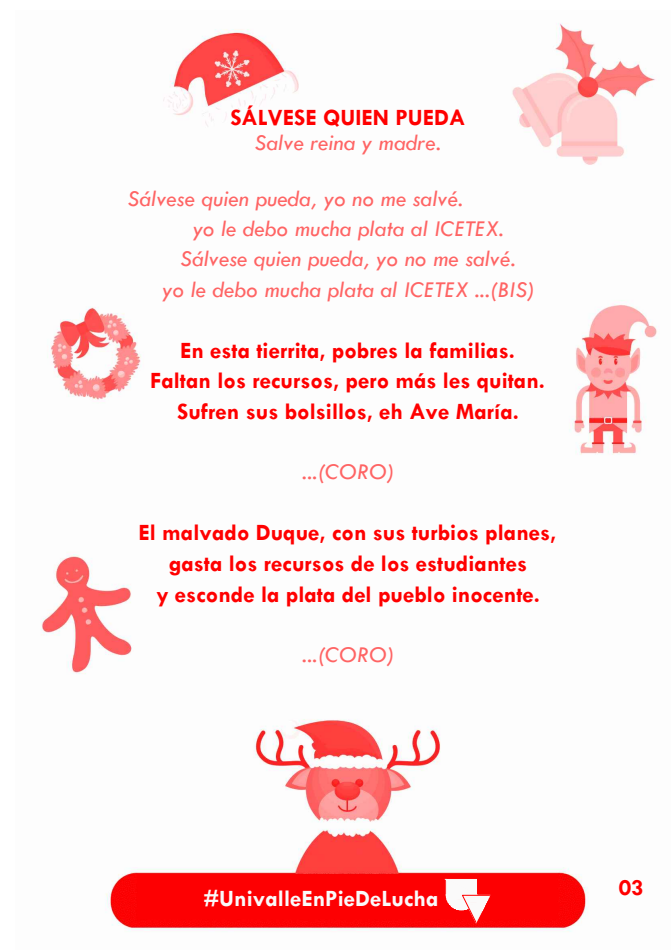 SÁLVESE QUIEN PUEDA
Salve reina y madre.
Sálvese quien pueda, yo no me salvé.
yo le debo mucha plata al ICETEX.
Sálvese quien pueda, yo no me salvé.
yo le debo mucha plata al ICETEX ...(BIS)
En esta tierrita, pobres la familias.
Faltan los recursos, pero más les quitan.
Sufren sus bolsillos, eh Ave María.
...(CORO)
El malvado Duque, con sus turbios planes,
gasta los recursos de los estudiantes
y esconde la plata del pueblo inocente.
...(CORO)
#UnivalleEnPieDeLucha
03